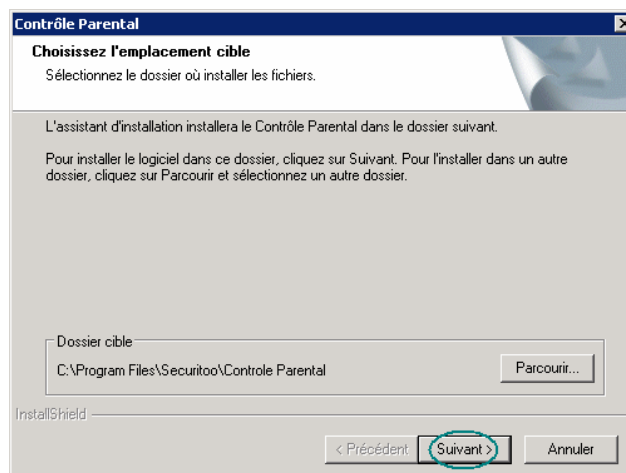 Contrôle Parental
Choisissez l'emplacement cible
Sélectionnez le dossier où installer les fichiers.
L'assistant d'installation installera le Contrôle Parental dans le dossier suivant.
Pour installer le logiciel dans ce dossier, cliquez sur Suivant. Pour l'installer dans un autre
dossier, cliquez sur Parcourir et sélectionnez un autre dossier.
Dossier cible
C:\Program Files\Securitoo\Controle Parental
Parcourir...
InstallShield
< Précédent Suivant > Annuler